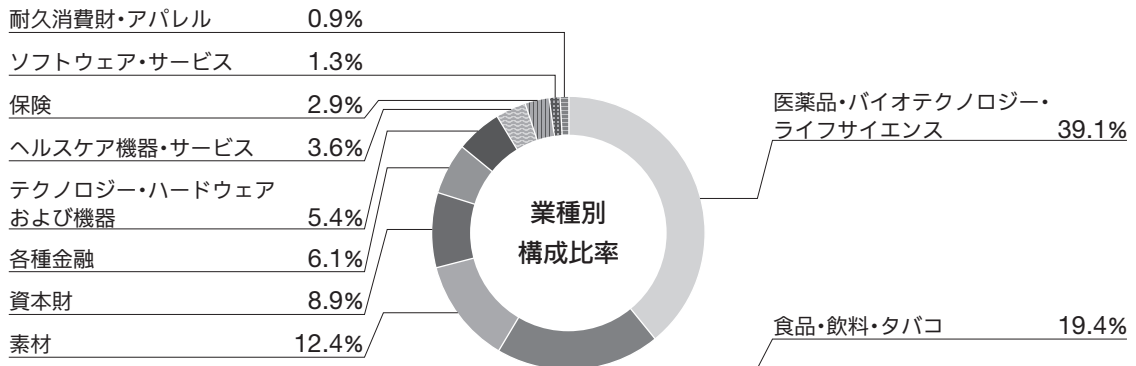 耐久消費財・アパレル 0.9%
ソフトウェア・サービス 1.3%
保険 2.9%
ヘルスケア機器・サービス 3.6%
テクノロジー・ハードウェア
および機器 5.4%
各種金融 6.1%
資本財 8.9%
素材 12.4%
業種別
構成比率
医薬品・バイオテクノロジー・
ライフサイエンス 39.1%
食品・飲料・タバコ 19.4%